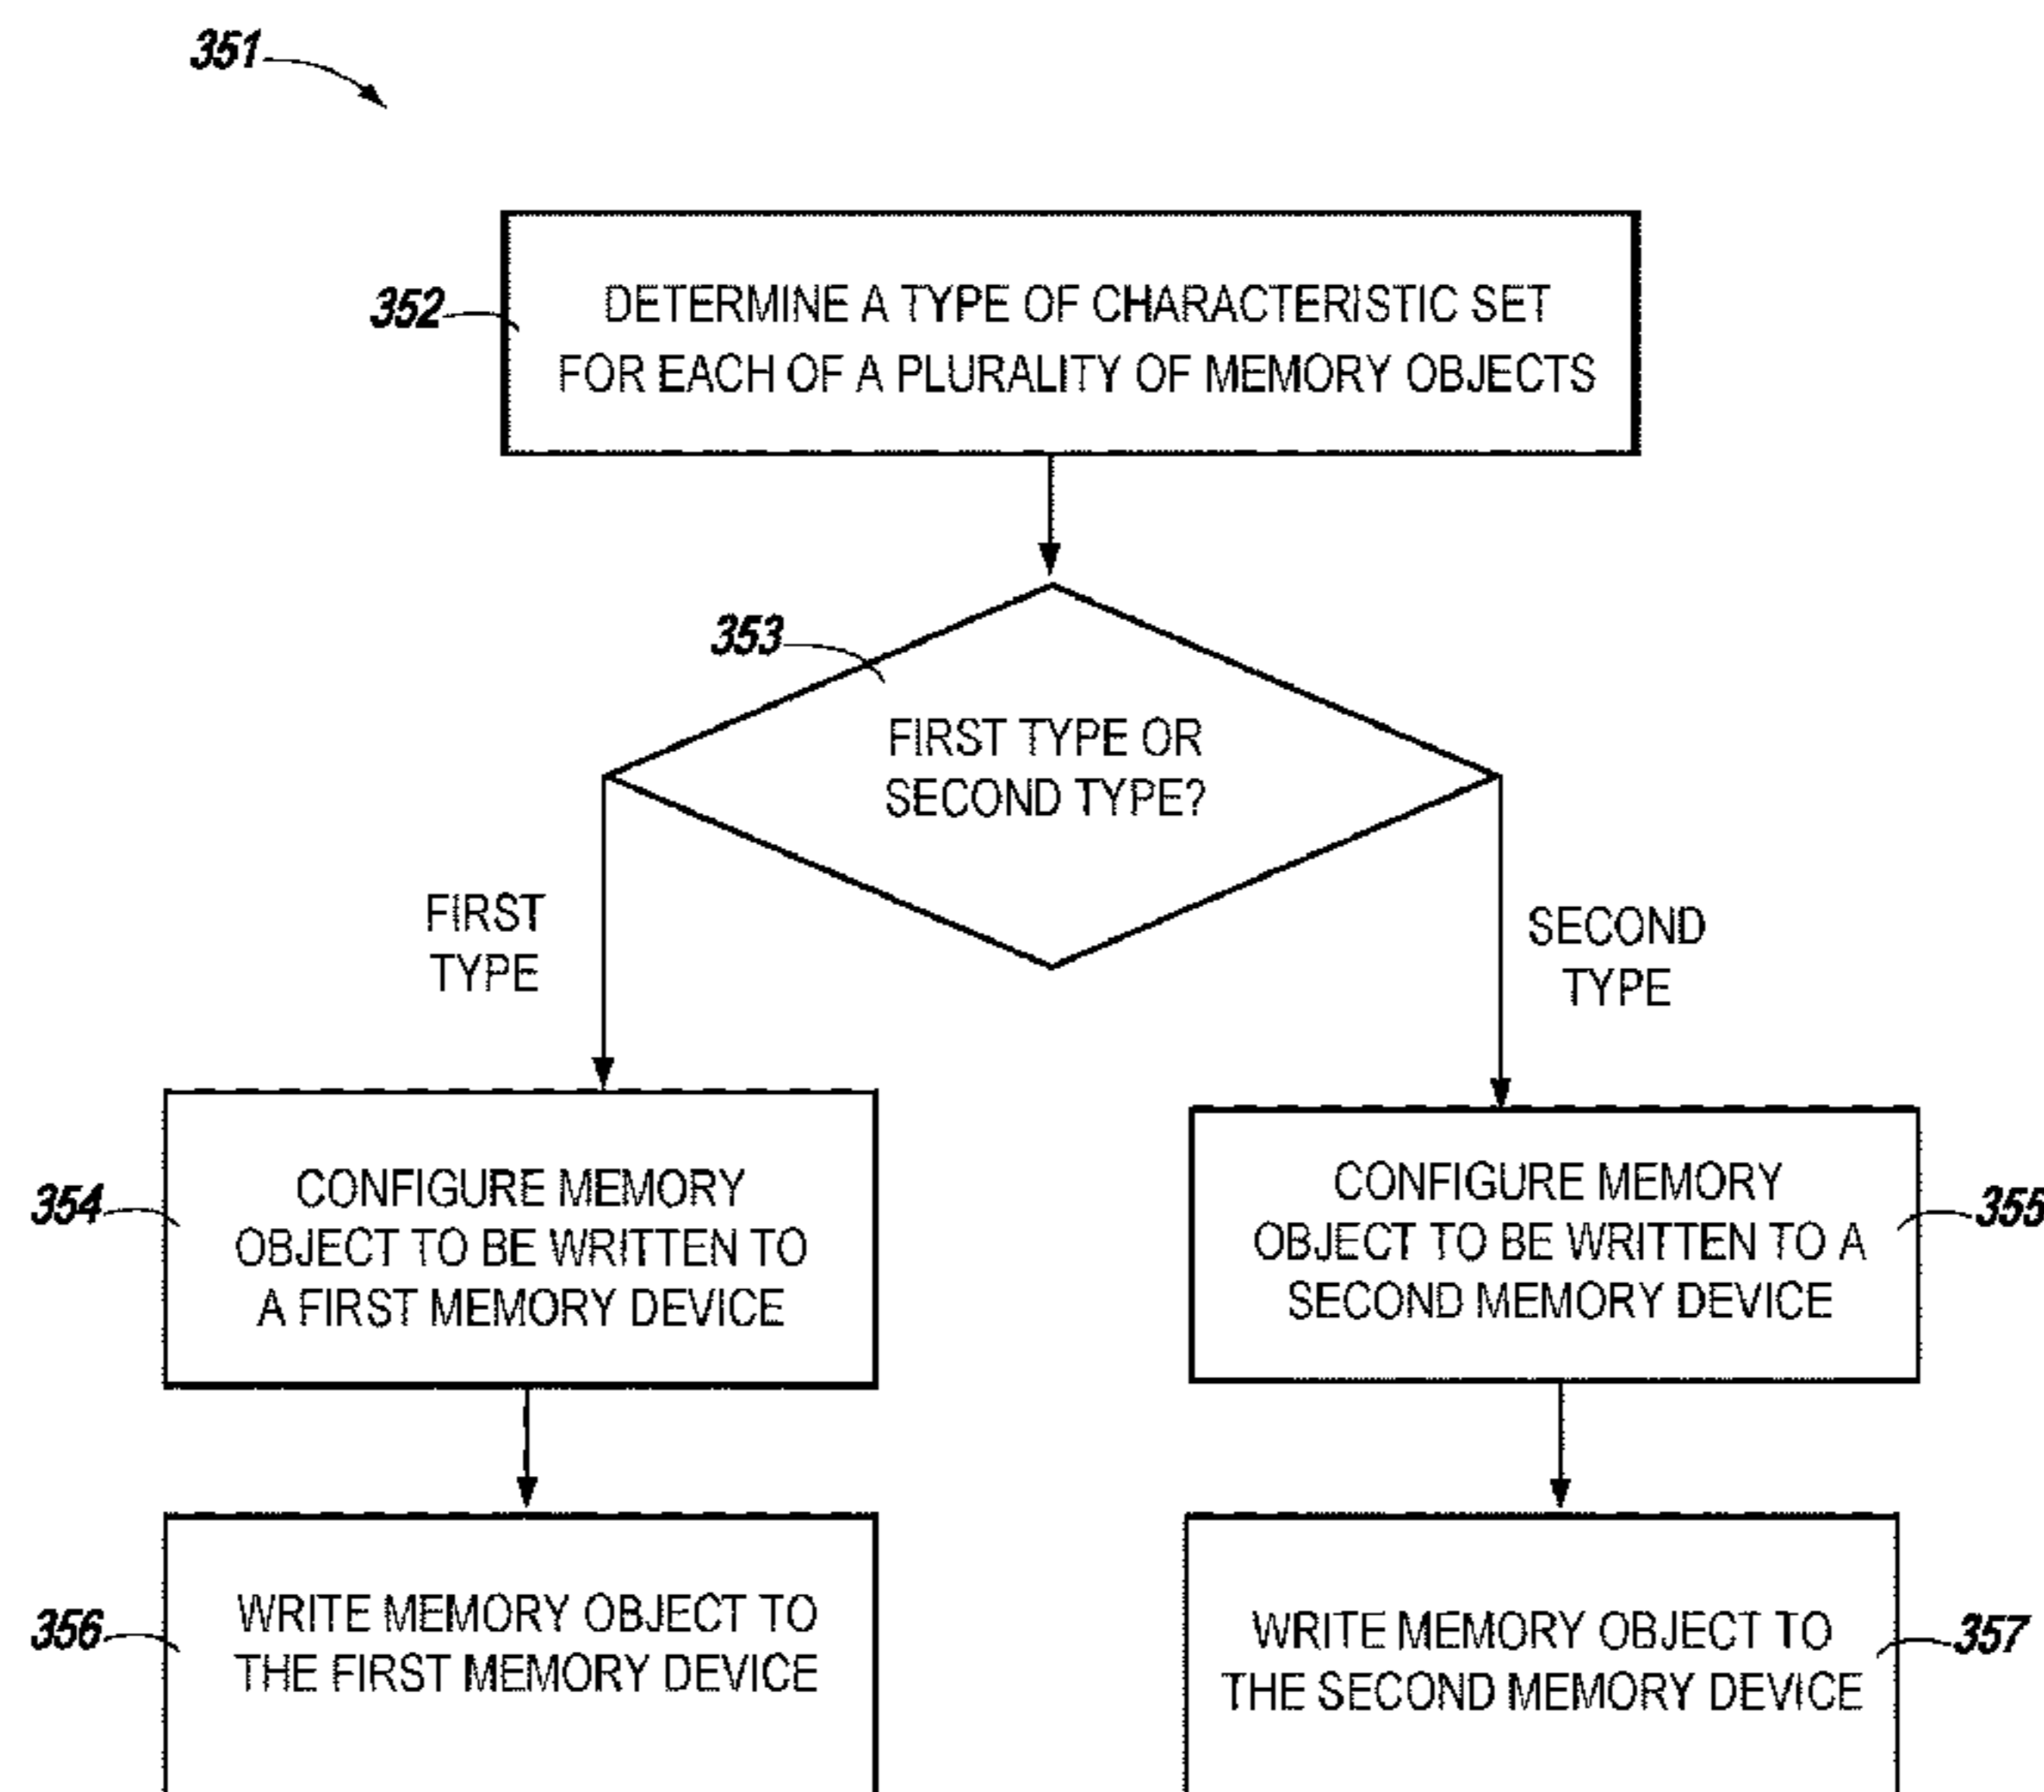 351
352
DETERMINE A TYPE OF CHARACTERISTIC SET
FOR EACH OF A PLURALITY OF MEMORY OBJECTS
353
FIRST TYPE OR
SECOND TYPE?
FIRST
TYPE
SECOND
TYPE
354
CONFIGURE MEMORY
OBJECT TO BE WRITTEN TO
A FIRST MEMORY DEVICE
CONFIGURE MEMORY
OBJECT TO BE WRITTEN TO A
SECOND MEMORY DEVICE
355
356
WRITE MEMORY OBJECT TO
THE FIRST MEMORY DEVICE
WRITE MEMORY OBJECT TO
THE SECOND MEMORY DEVICE
357